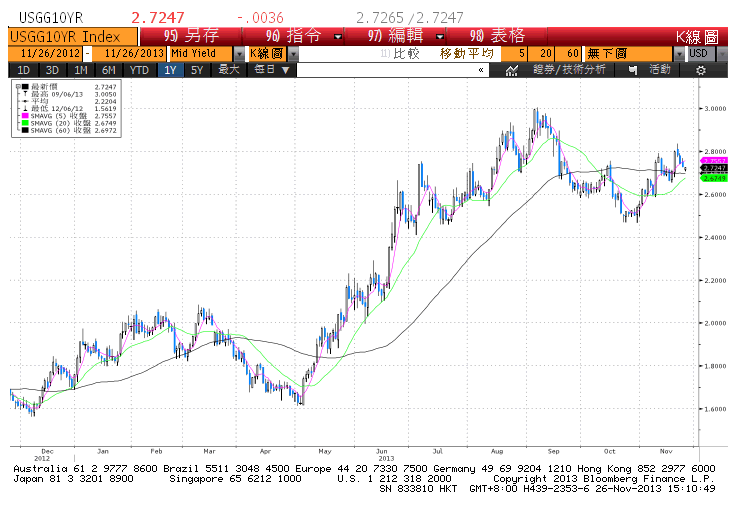 USGG10YR 2.7247 -.0036 2.7265/2.7247
USGG10YR Index 95) 另存 96) 指令 97) 編輯 98) 表格 K線圖
11/26/2012 - 11/26/2013 Mid Yield K線圖 比較 移動平均 5 20 60 無下圖 USD
1D 3D 1M 6M YTD 1Y 5Y 最大 每日 ▼ « 證券/技術分析 活動
最新價 2.7247
最高 09/06/13 3.0050
平均 2.2204
最低 12/06/12 1.5619
SMAVG (5) 收盤 2.7557
SMAVG (20) 收盤 2.6749
SMAVG (60) 收盤 2.6972
3.0000
2.8000
2.7557
2.7247
2.6749
2.6000
2.4000
2.2000
2.0000
1.8000
1.6000
Dec Jan Feb Mar Apr May Jun Jul Aug Sep Oct Nov
2012 2013
Australia 61 2 9777 8600 Brazil 5511 3048 4500 Europe 44 20 7330 7500 Germany 49 69 9204 1210 Hong Kong 852 2977 6000
Japan 81 3 3201 8900 Singapore 65 6212 1000 U.S. 1 212 318 2000 Copyright 2013 Bloomberg Finance L.P.
SN 833810 HKT GMT+8:00 H439-2353-6 26-Nov-2013 15:10:49